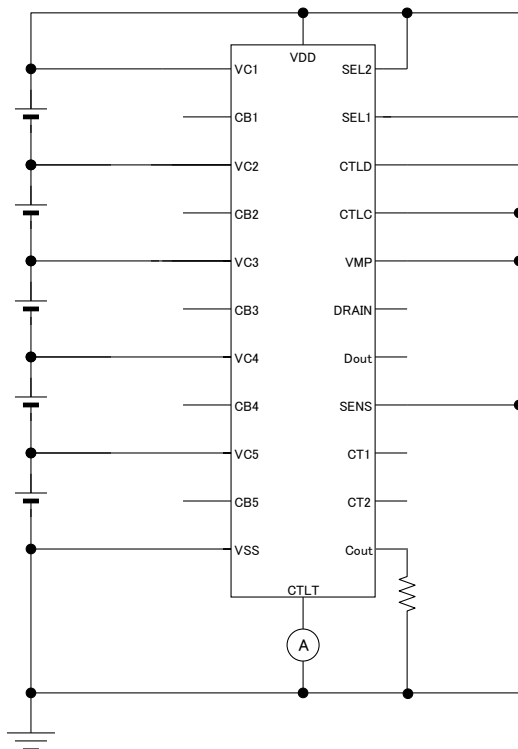 VDD
VC1
SEL2
CB1
SEL1
VC2
CTLD
CB2
CTLC
VC3
VMP
CB3
DRAIN
VC4
Dout
CB4
SENS
VC5
CT1
CB5
CT2
VSS
Cout
CTLT
A